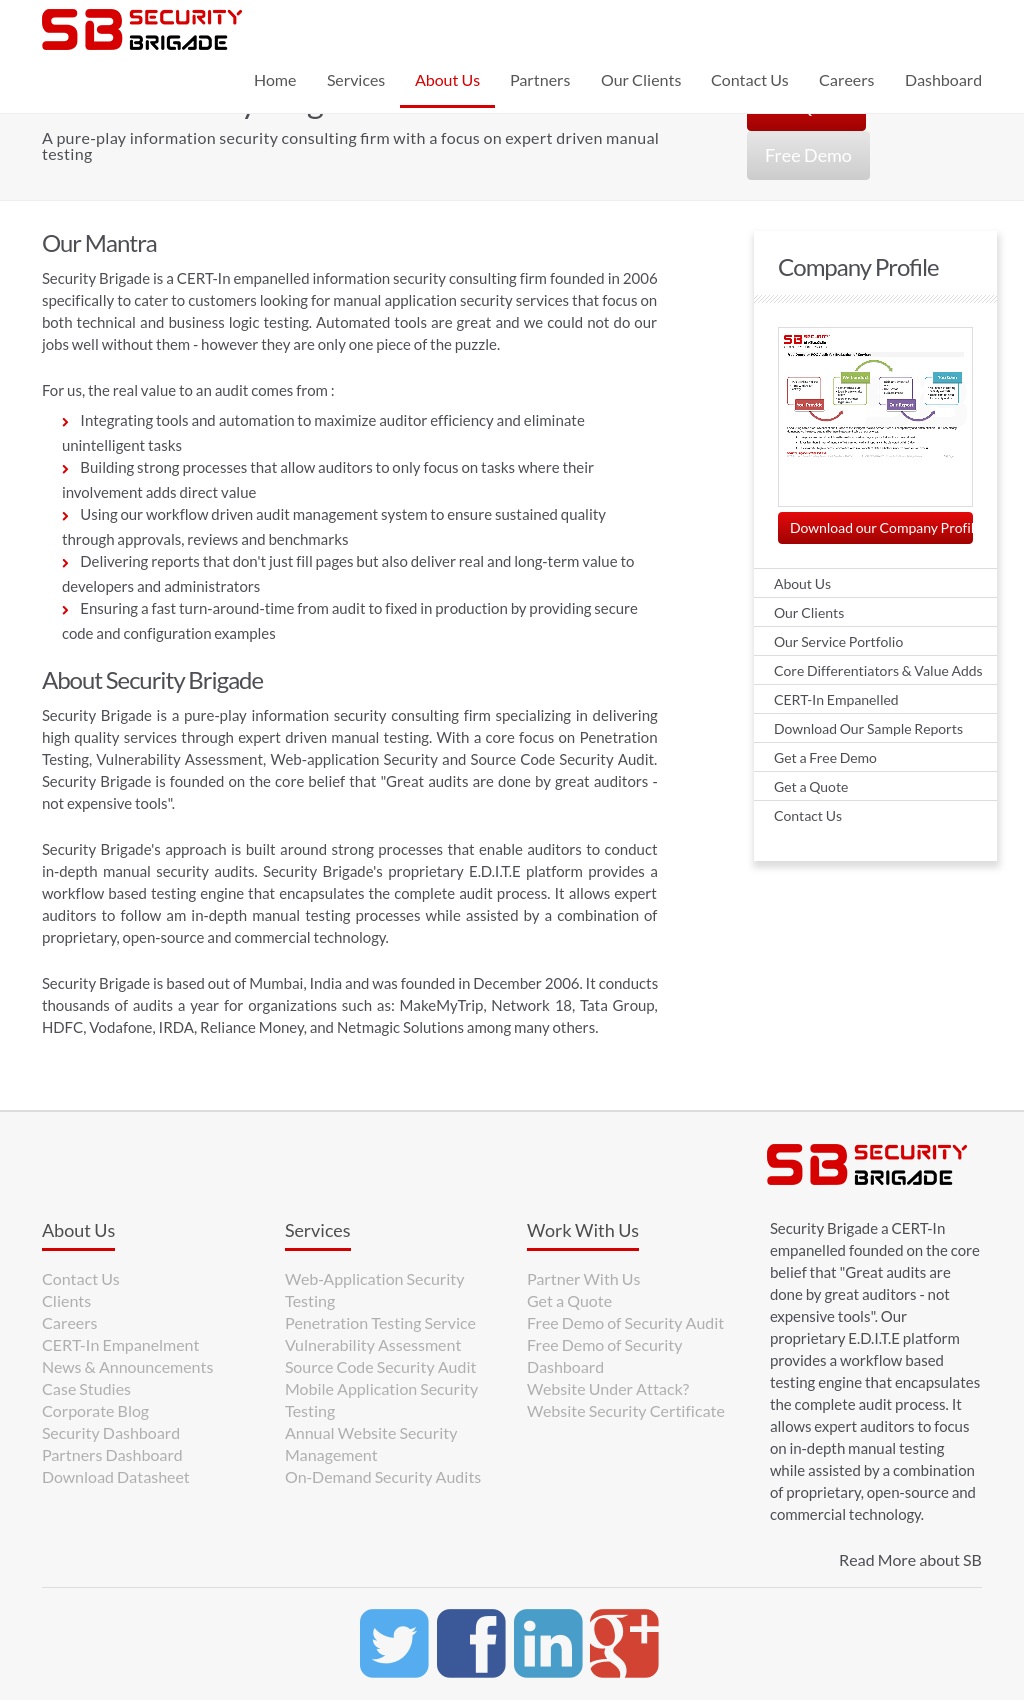 SB SECURITY
BRIGADE
Home Services About Us Partners Our Clients Contact Us Careers Dashboard
A pure-play information security consulting firm with a focus on expert driven manual
testing
Free Demo
Our Mantra
Security Brigade is a CERT-In empanelled information security consulting firm founded in 2006
specifically to cater to customers looking for manual application security services that focus on
both technical and business logic testing. Automated tools are great and we could not do our
jobs well without them - however they are only one piece of the puzzle.
For us, the real value to an audit comes from :
Integrating tools and automation to maximize auditor efficiency and eliminate
unintelligent tasks
Building strong processes that allow auditors to only focus on tasks where their
involvement adds direct value
Using our workflow driven audit management system to ensure sustained quality
through approvals, reviews and benchmarks
Delivering reports that don't just fill pages but also deliver real and long-term value to
developers and administrators
Ensuring a fast turn-around-time from audit to fixed in production by providing secure
code and configuration examples
About Security Brigade
Security Brigade is a pure-play information security consulting firm specializing in delivering
high quality services through expert driven manual testing. With a core focus on Penetration
Testing, Vulnerability Assessment, Web-application Security and Source Code Security Audit.
Security Brigade is founded on the core belief that "Great audits are done by great auditors -
not expensive tools".
Security Brigade's approach is built around strong processes that enable auditors to conduct
in-depth manual security audits. Security Brigade's proprietary E.D.I.T.E platform provides a
workflow based testing engine that encapsulates the complete audit process. It allows expert
auditors to follow am in-depth manual testing processes while assisted by a combination of
proprietary, open-source and commercial technology.
Security Brigade is based out of Mumbai, India and was founded in December 2006. It conducts
thousands of audits a year for organizations such as: MakeMyTrip, Network 18, Tata Group,
HDFC, Vodafone, IRDA, Reliance Money, and Netmagic Solutions among many others.
Company Profile
SB SECURITY
BRIGADE
You Provide
Our Report
Download our Company Profil
About Us
Our Clients
Our Service Portfolio
Core Differentiators & Value Adds
CERT-In Empanelled
Download Our Sample Reports
Get a Free Demo
Get a Quote
Contact Us
About Us
Contact Us
Clients
Careers
CERT-In Empanelment
News & Announcements
Case Studies
Corporate Blog
Security Dashboard
Partners Dashboard
Download Datasheet
Services
Web-Application Security
Testing
Penetration Testing Service
Vulnerability Assessment
Source Code Security Audit
Mobile Application Security
Testing
Annual Website Security
Management
On-Demand Security Audits
Work With Us
Partner With Us
Get a Quote
Free Demo of Security Audit
Free Demo of Security
Dashboard
Website Under Attack?
Website Security Certificate
SB SECURITY
BRIGADE
Security Brigade a CERT-In
empanelled founded on the core
belief that "Great audits are
done by great auditors - not
expensive tools". Our
proprietary E.D.I.T.E platform
provides a workflow based
testing engine that encapsulates
the complete audit process. It
allows expert auditors to focus
on in-depth manual testing
while assisted by a combination
of proprietary, open-source and
commercial technology.
Read More about SB
f in g+